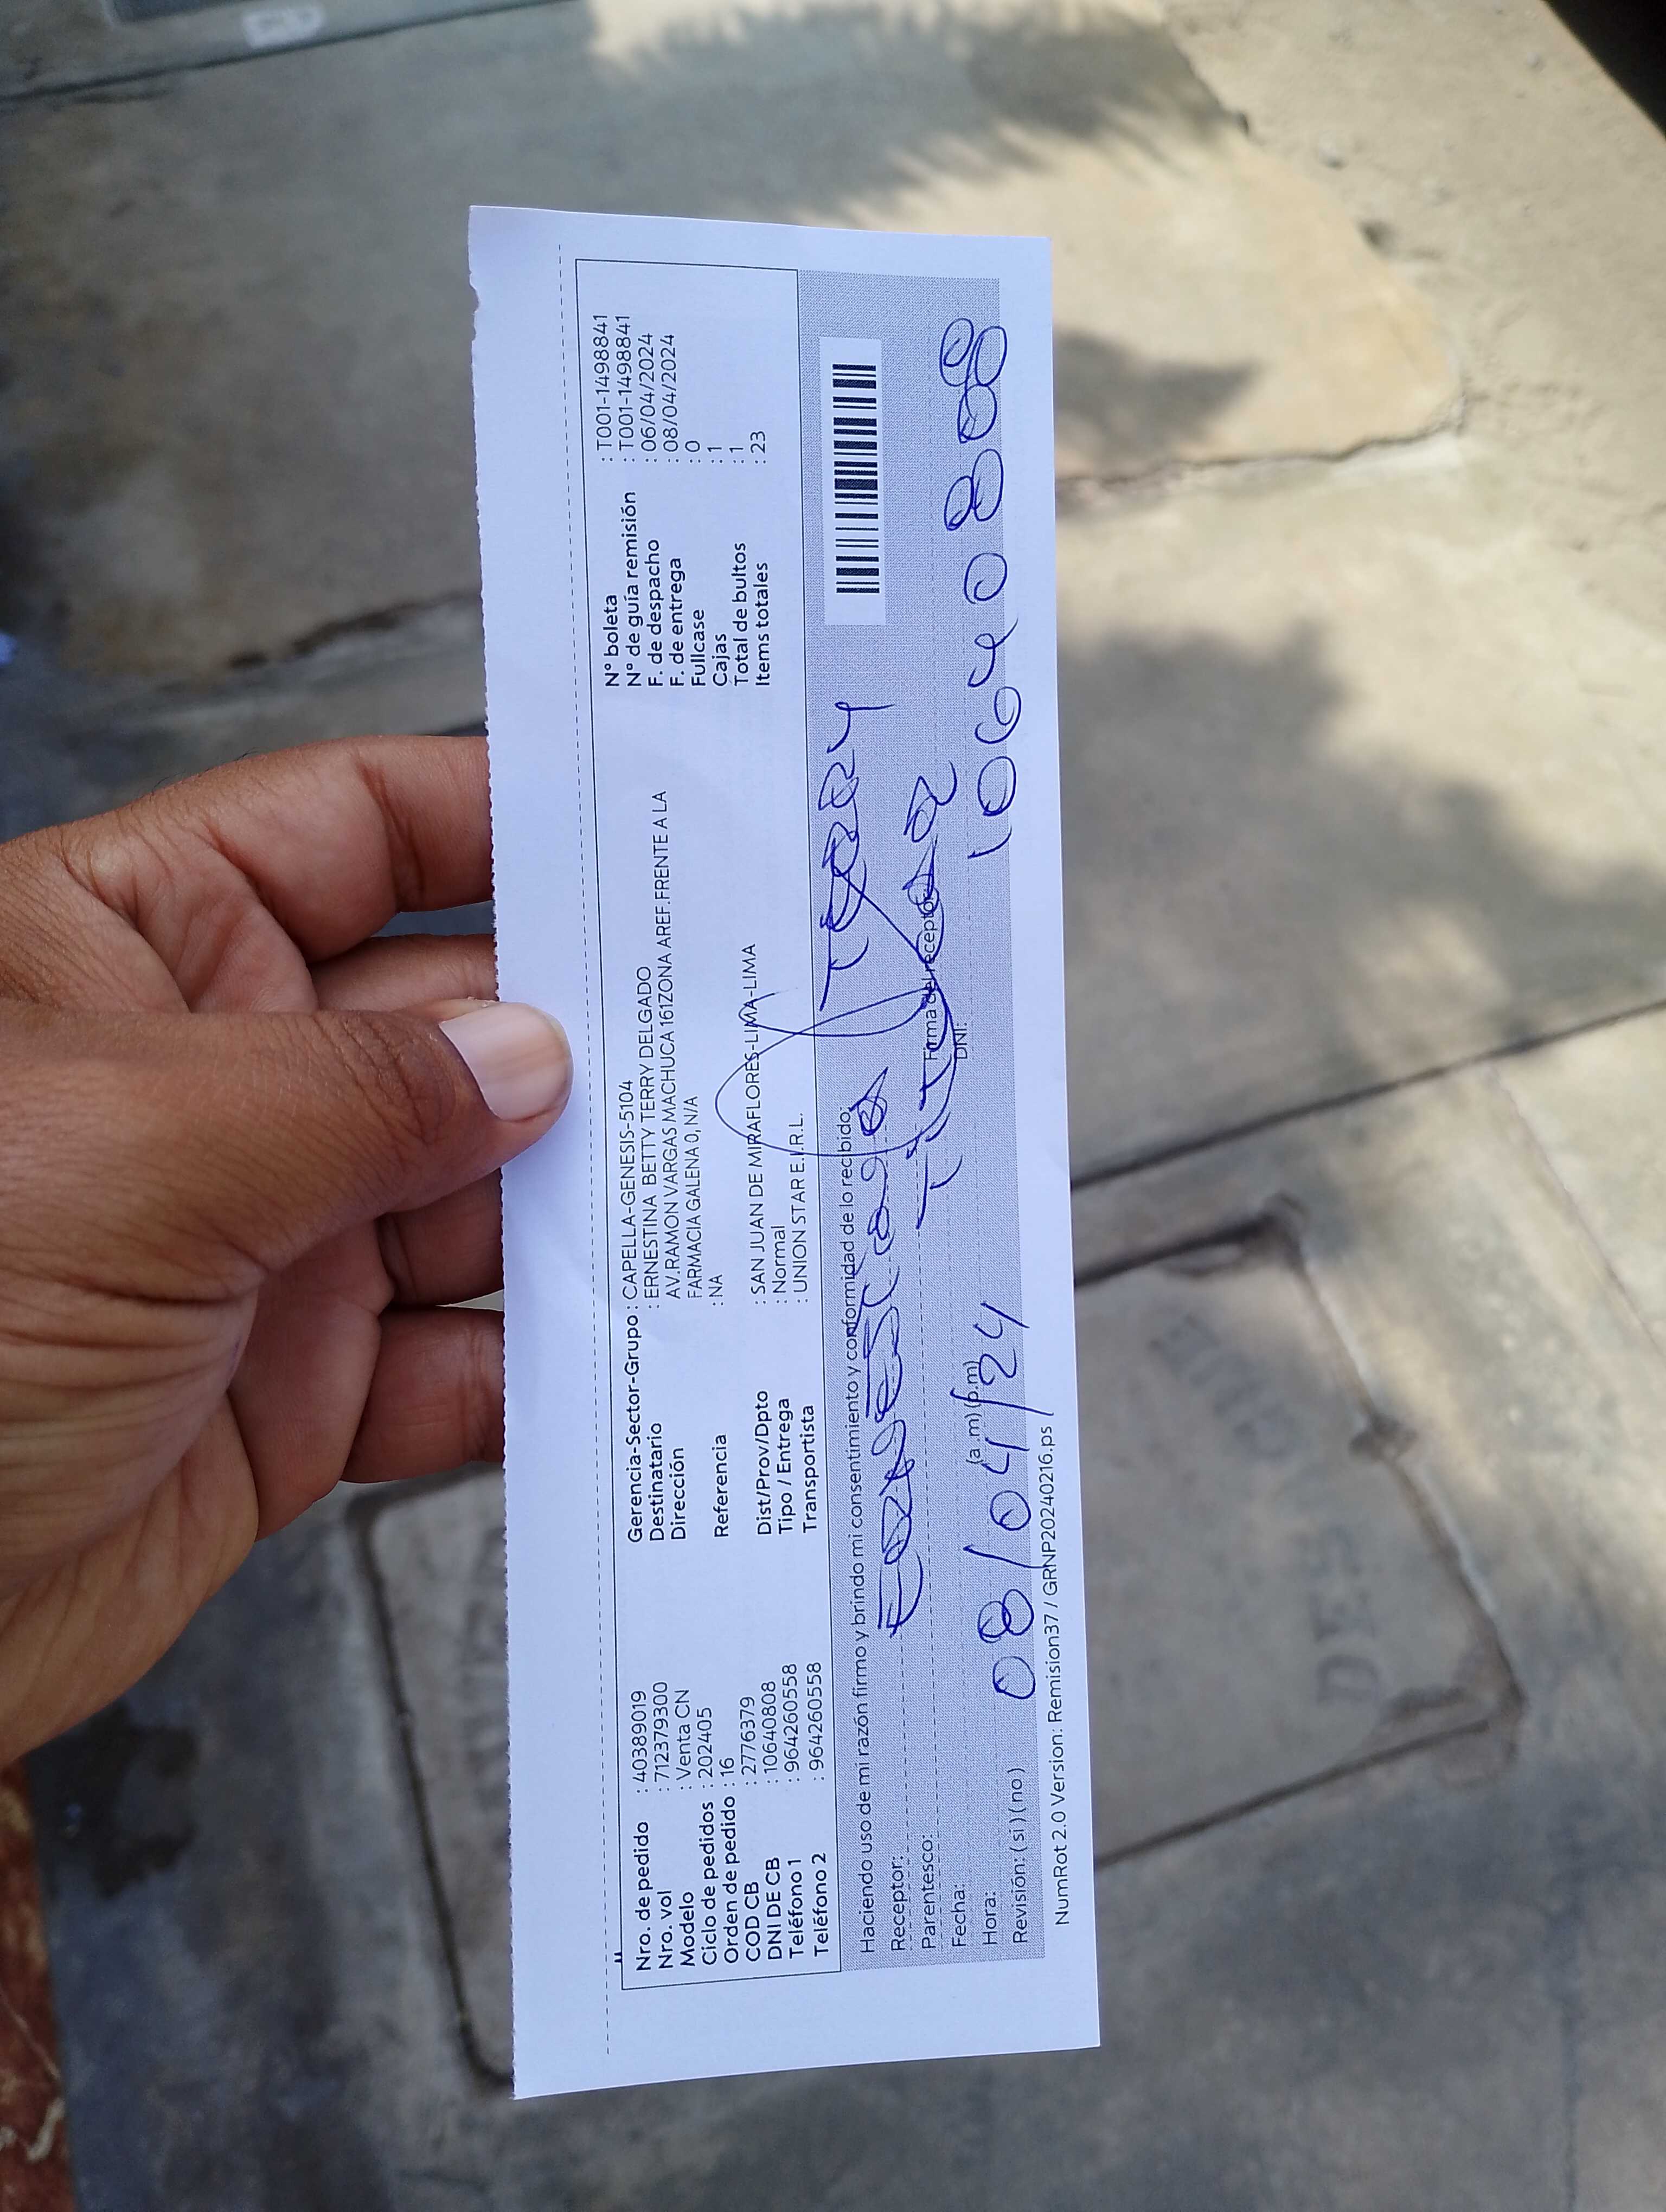 Nro. de pedido : 40389019
Nro. vol : 712379300
Modelo : Venta CN
Ciclo de pedidos : 202405
Orden de pedido : 16
COD CB : 27776379
DNI DE CB : 10640808
Teléfono 1 : 964260558
Teléfono 2 : 964260558
Gerencia-Sector-Grupo : CAPELLA-GENESIS-5104
Destinatario : ERNESTINA BETTY TERRY DELGADO
Dirección AV.RAMON VARGAS MACHUCA 161ZONA AREF.FRENTE A LA
FARMACIA GALENA 0, N/A
Referencia : NA
Dist/Prov/Dpto : SAN JUAN DE MIRAFLORES-LIMA-LIMA
Tipo / Entrega : Normal
Transportista : UNION STAR E.I.R.L.
N° boleta : T001-1498841
N° de guía remisión : T001-1498841
F. de despacho : 06/04/2024
F. de entrega : 08/04/2024
Fullcase : 0
Cajas : 1
Total de bultos : 1
Items totales : 23
Haciendo uso de mi razón firmo y brindo mi consentimiento y conformidad de lo recibido:
Receptor: Terry
Parentesco:
Firma del receptor
Fecha: 08/04/24
DNI: 10640808
Hora: (a.m) (p.m)
Revisión: ( si ) ( no )
NumRot 2.0 Version: Remision37 / GRNP20240216.ps